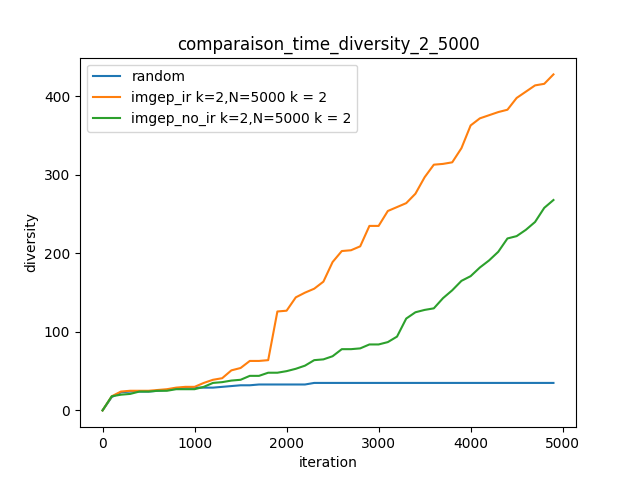 comparaison_time_diversity_2_5000
random
imgep_ir k=2,N=5000 k = 2
imgep_no_ir k=2,N=5000 k = 2
400
300
200
100
0
diversity
0 1000 2000 3000 4000 5000
iteration